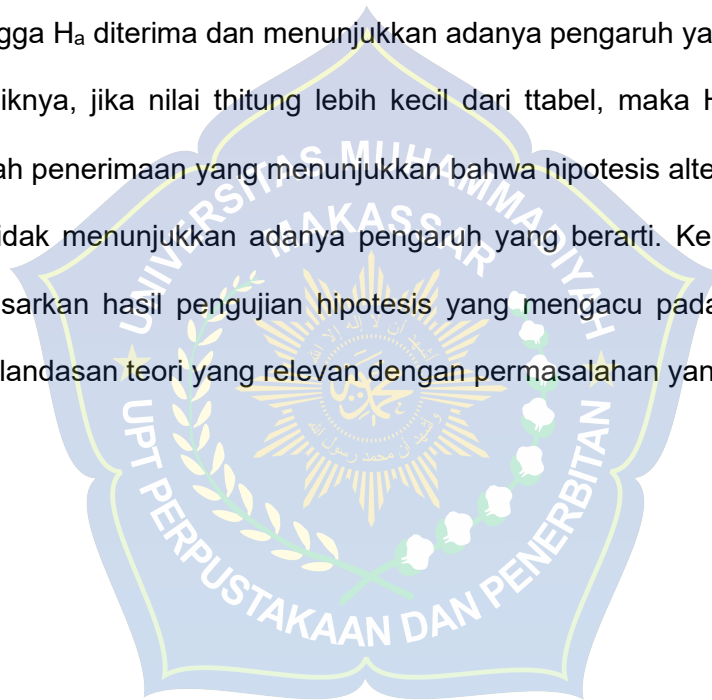 gga Hₐ diterima dan menunjukkan adanya pengaruh ya
iknya, jika nilai thitung lebih kecil dari ttabel, maka H
ah penerimaan yang menunjukkan bahwa hipotesis alte
idak menunjukkan adanya pengaruh yang berarti. Ke
sarkan hasil pengujian hipotesis yang mengacu pada
landasan teori yang relevan dengan permasalahan yan
UNIVERSITAS MUHAMMADIYAH
MAKASSAR
UPT PERPUSTAKAAN DAN PENERBITAN